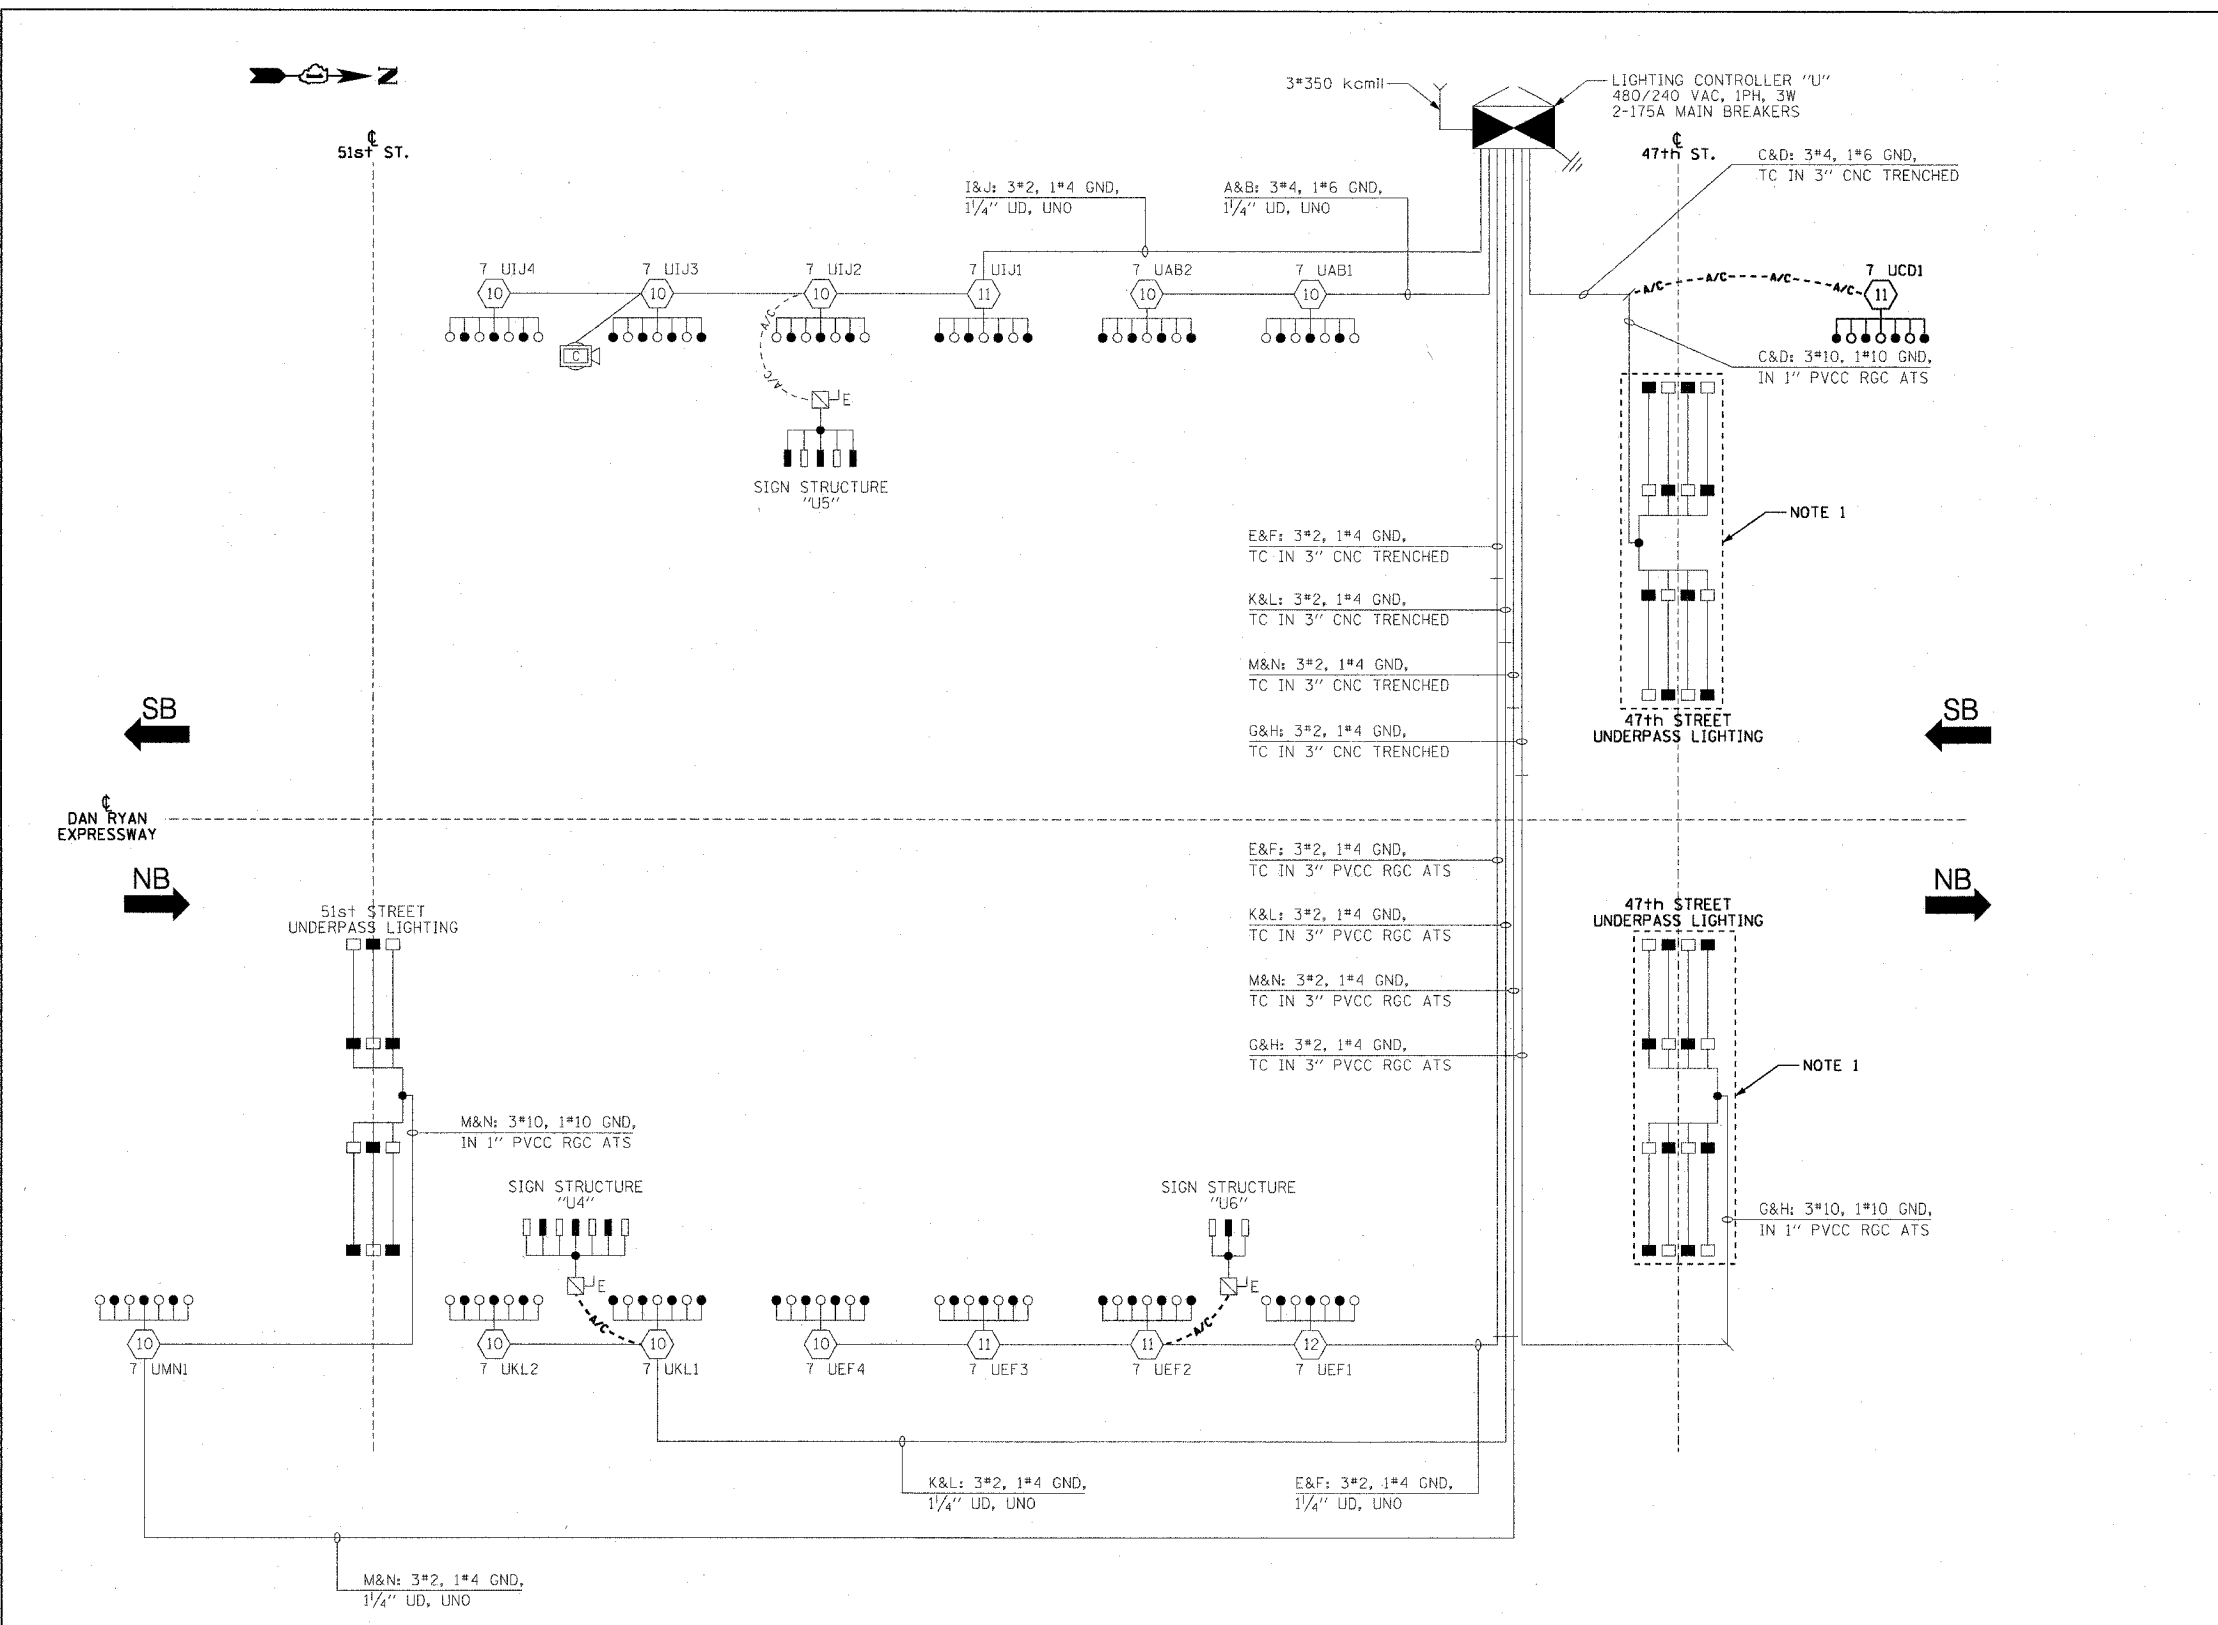 N
3#350 kcmil
LIGHTING CONTROLLER "U"
480/240 VAC, 1PH, 3W
2-175A MAIN BREAKERS
℄
51st ST.
℄
47th ST.
C&D: 3#4, 1#6 GND,
TC IN 3" CNC TRENCHED
I&J: 3#2, 1#4 GND,
1 1/4" UD, UNO
A&B: 3#4, 1#6 GND,
1 1/4" UD, UNO
7 UIJ4
10
7 UIJ3
10
7 UIJ2
10
7 UIJ1
11
7 UAB2
10
7 UAB1
10
A/C
A/C
A/C
A/C
7 UCD1
11
C
A/C
A/C
E
SIGN STRUCTURE
"U5"
C&D: 3#10, 1#10 GND,
IN 1" PVCC RGC ATS
NOTE 1
E&F: 3#2, 1#4 GND,
TC IN 3" CNC TRENCHED
K&L: 3#2, 1#4 GND,
TC IN 3" CNC TRENCHED
M&N: 3#2, 1#4 GND,
TC IN 3" CNC TRENCHED
G&H: 3#2, 1#4 GND,
TC IN 3" CNC TRENCHED
SB
47th STREET
UNDERPASS LIGHTING
SB
℄
DAN RYAN
EXPRESSWAY
NB
NB
E&F: 3#2, 1#4 GND,
TC IN 3" PVCC RGC ATS
K&L: 3#2, 1#4 GND,
TC IN 3" PVCC RGC ATS
M&N: 3#2, 1#4 GND,
TC IN 3" PVCC RGC ATS
G&H: 3#2, 1#4 GND,
TC IN 3" PVCC RGC ATS
51st STREET
UNDERPASS LIGHTING
47th STREET
UNDERPASS LIGHTING
NOTE 1
M&N: 3#10, 1#10 GND,
IN 1" PVCC RGC ATS
SIGN STRUCTURE
"U4"
E
A/C
SIGN STRUCTURE
"U6"
E
A/C
G&H: 3#10, 1#10 GND,
IN 1" PVCC RGC ATS
10
7 UMN1
10
7 UKL2
10
7 UKL1
10
7 UEF4
11
7 UEF3
11
7 UEF2
12
7 UEF1
K&L: 3#2, 1#4 GND,
1 1/4" UD, UNO
E&F: 3#2, 1#4 GND,
1 1/4" UD, UNO
M&N: 3#2, 1#4 GND,
1 1/4" UD, UNO